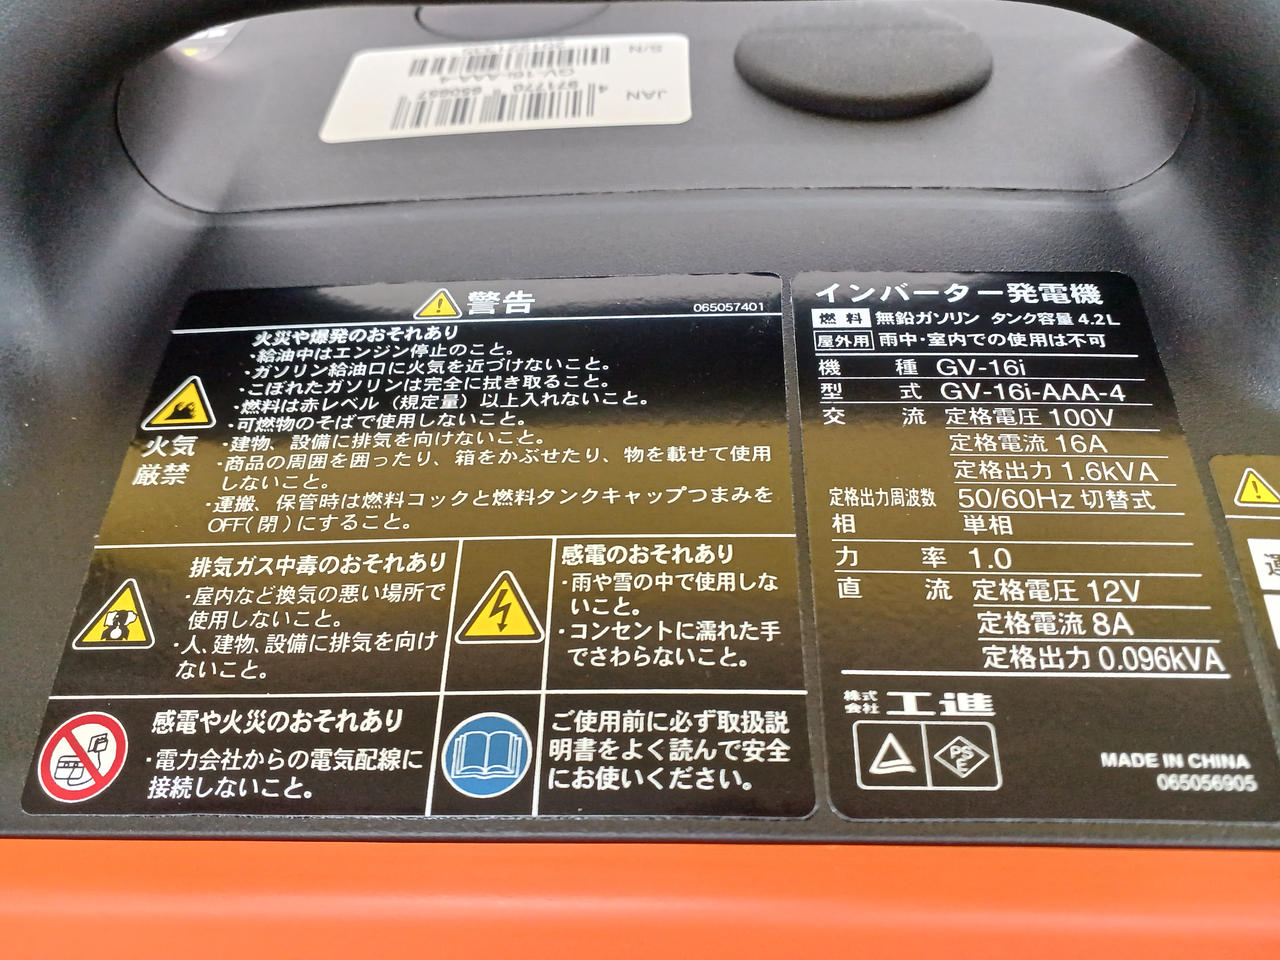 JAN
4 971770 650657
GV-16i-AAA-4
S/N
警告
065057401
火災や爆発のおそれあり
・給油中はエンジン停止のこと。
・ガソリン給油口に火気を近づけないこと。
・こぼれたガソリンは完全に拭き取ること。
・燃料は赤レベル（規定量）以上入れないこと。
・可燃物のそばで使用しないこと。
・建物、設備に排気を向けないこと。
・商品の周囲を囲ったり、箱をかぶせたり、物を載せて使用
しないこと。
・運搬、保管時は燃料コックと燃料タンクキャップつまみを
OFF(閉)にすること。
火気
厳禁
排気ガス中毒のおそれあり
・屋内など換気の悪い場所で
使用しないこと。
・人、建物、設備に排気を向け
ないこと。
感電のおそれあり
・雨や雪の中で使用しな
いこと。
・コンセントに濡れた手
でさわらないこと。
感電や火災のおそれあり
・電力会社からの電気配線に
接続しないこと。
ご使用前に必ず取扱説
明書をよく読んで安全
にお使いください。
インバーター発電機
燃料 無鉛ガソリン タンク容量 4.2L
屋外用 雨中・室内での使用は不可
機種 GV-16i
型式 GV-16i-AAA-4
交流 定格電圧 100V
定格電流 16A
定格出力 1.6kVA
定格出力周波数 50/60Hz 切替式
相 単相
力率 1.0
直流 定格電圧 12V
定格電流 8A
定格出力 0.096kVA
株式会社 工進
PS
E
MADE IN CHINA
065056905